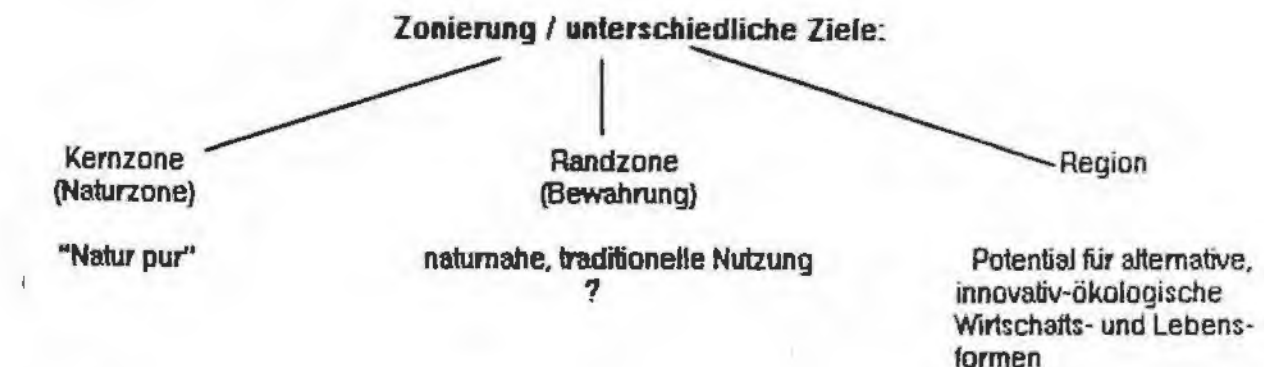 Zonierung / unterschiedliche Ziele:
Kernzone
(Naturzone)
"Natur pur"
Randzone
(Bewahrung)
naturnahe, traditionelle Nutzung
?
Region
Potential für alternative,
innovativ-ökologische
Wirtschafts- und Lebens-
formen